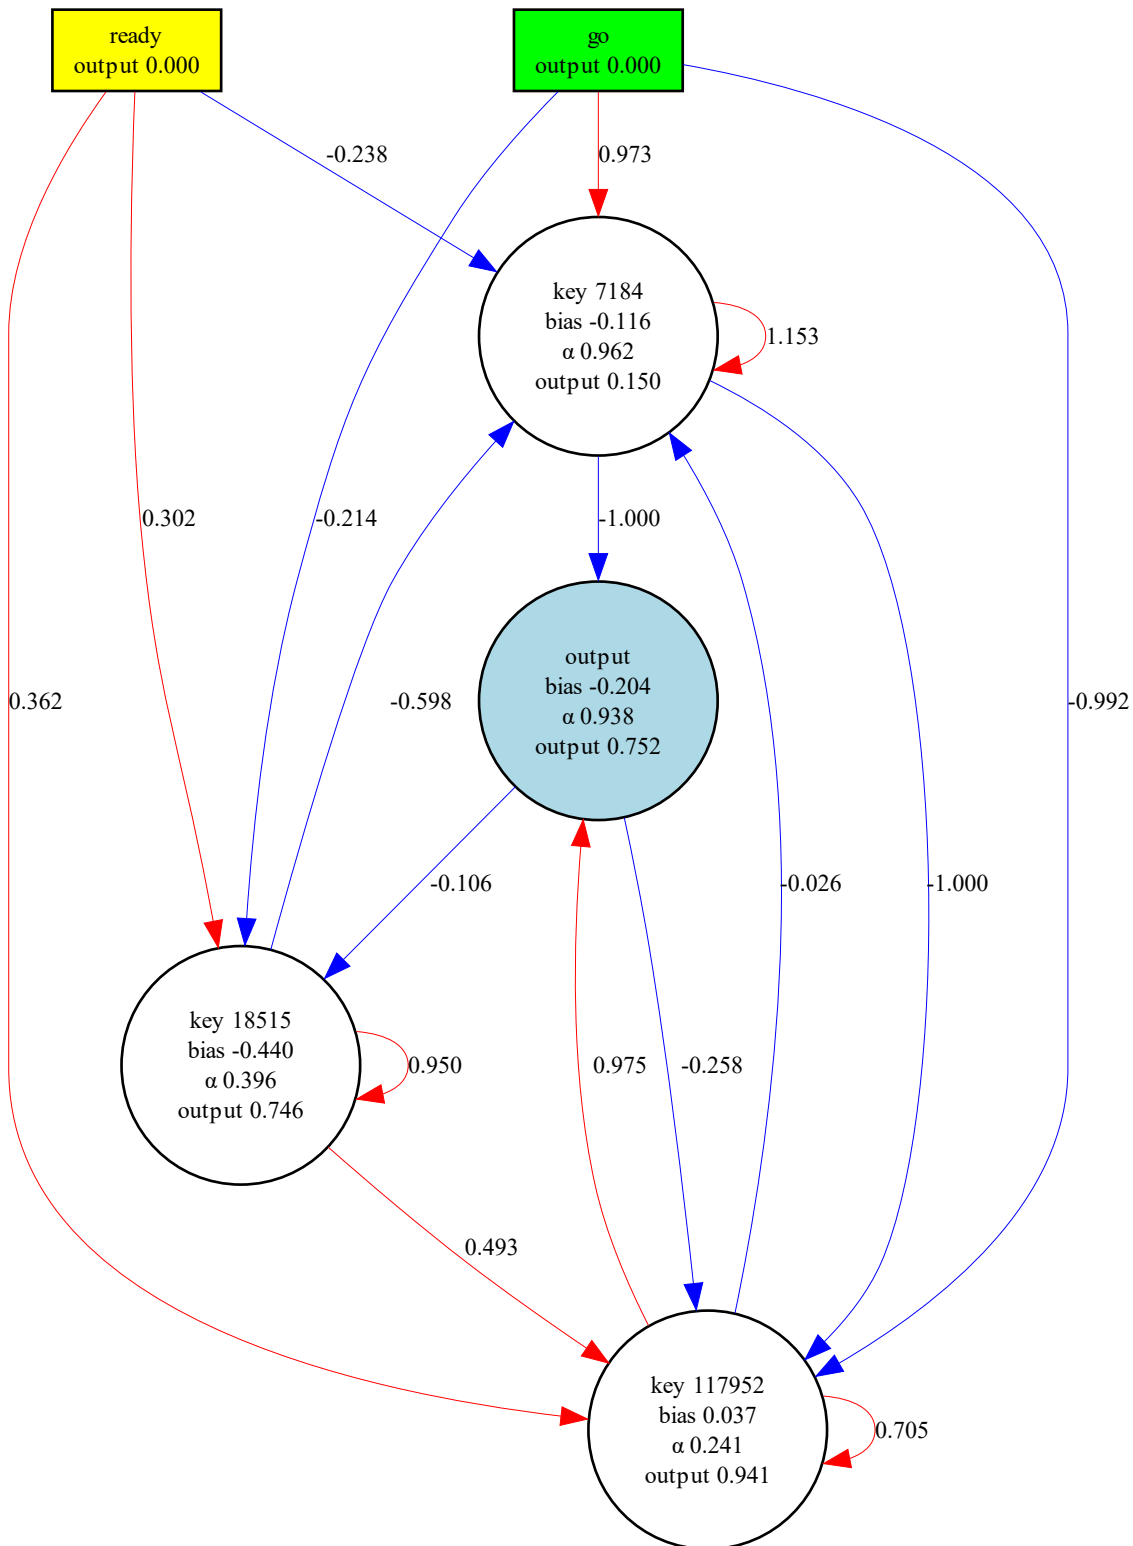 ready
output 0.000
go
output 0.000
-0.238
0.973
key 7184
bias -0.116
α 0.962
output 0.150
1.153
0.302
-0.214
-1.000
output
bias -0.204
α 0.938
output 0.752
0.362
-0.598
-0.992
-0.106
-0.026
-1.000
key 18515
bias -0.440
α 0.396
output 0.746
0.950
0.975
-0.258
0.493
key 117952
bias 0.037
α 0.241
output 0.941
0.705